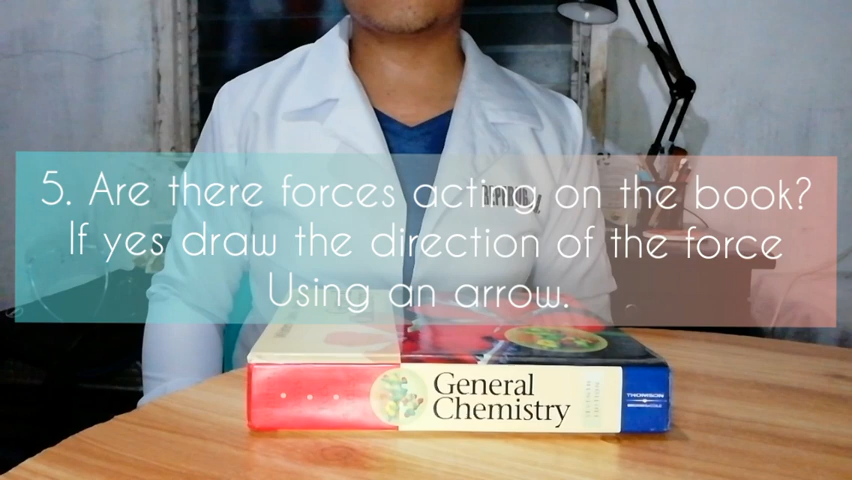 5. Are there forces acting on the book?
If yes draw the direction of the force
Using an arrow.
General
Chemistry
THOMSON